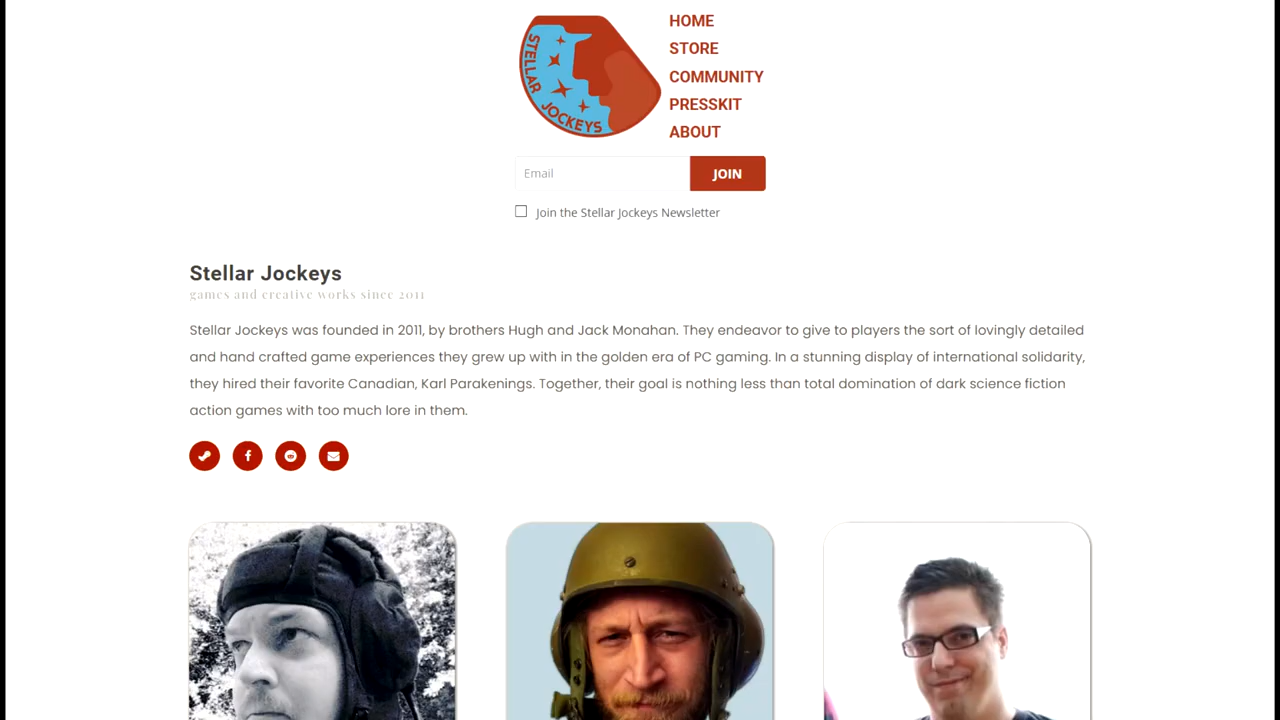 STELLAR JOCKEYS
HOME
STORE
COMMUNITY
PRESSKIT
ABOUT
Email
JOIN
Join the Stellar Jockeys Newsletter
Stellar Jockeys
games and creative works since 2011
Stellar Jockeys was founded in 2011, by brothers Hugh and Jack Monahan. They endeavor to give to players the sort of lovingly detailed
and hand crafted game experiences they grew up with in the golden era of PC gaming. In a stunning display of international solidarity,
they hired their favorite Canadian, Karl Parakenings. Together, their goal is nothing less than total domination of dark science fiction
action games with too much lore in them.